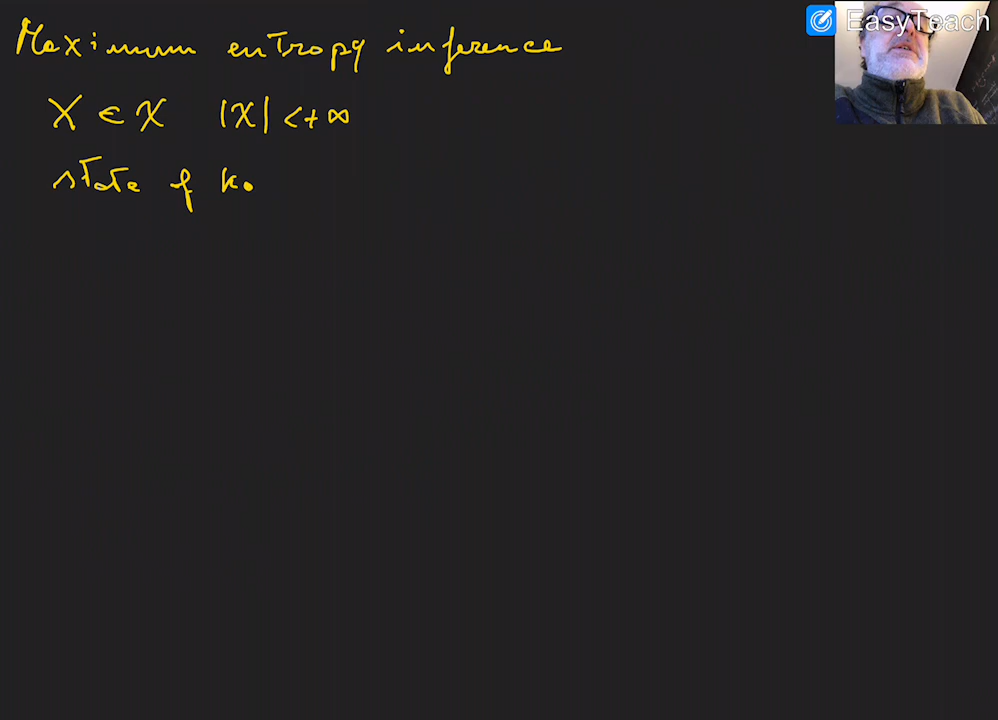 EasyTeach
Maximum entropy inference
X ∈ 𝒳 |𝒳| < +∞
state of